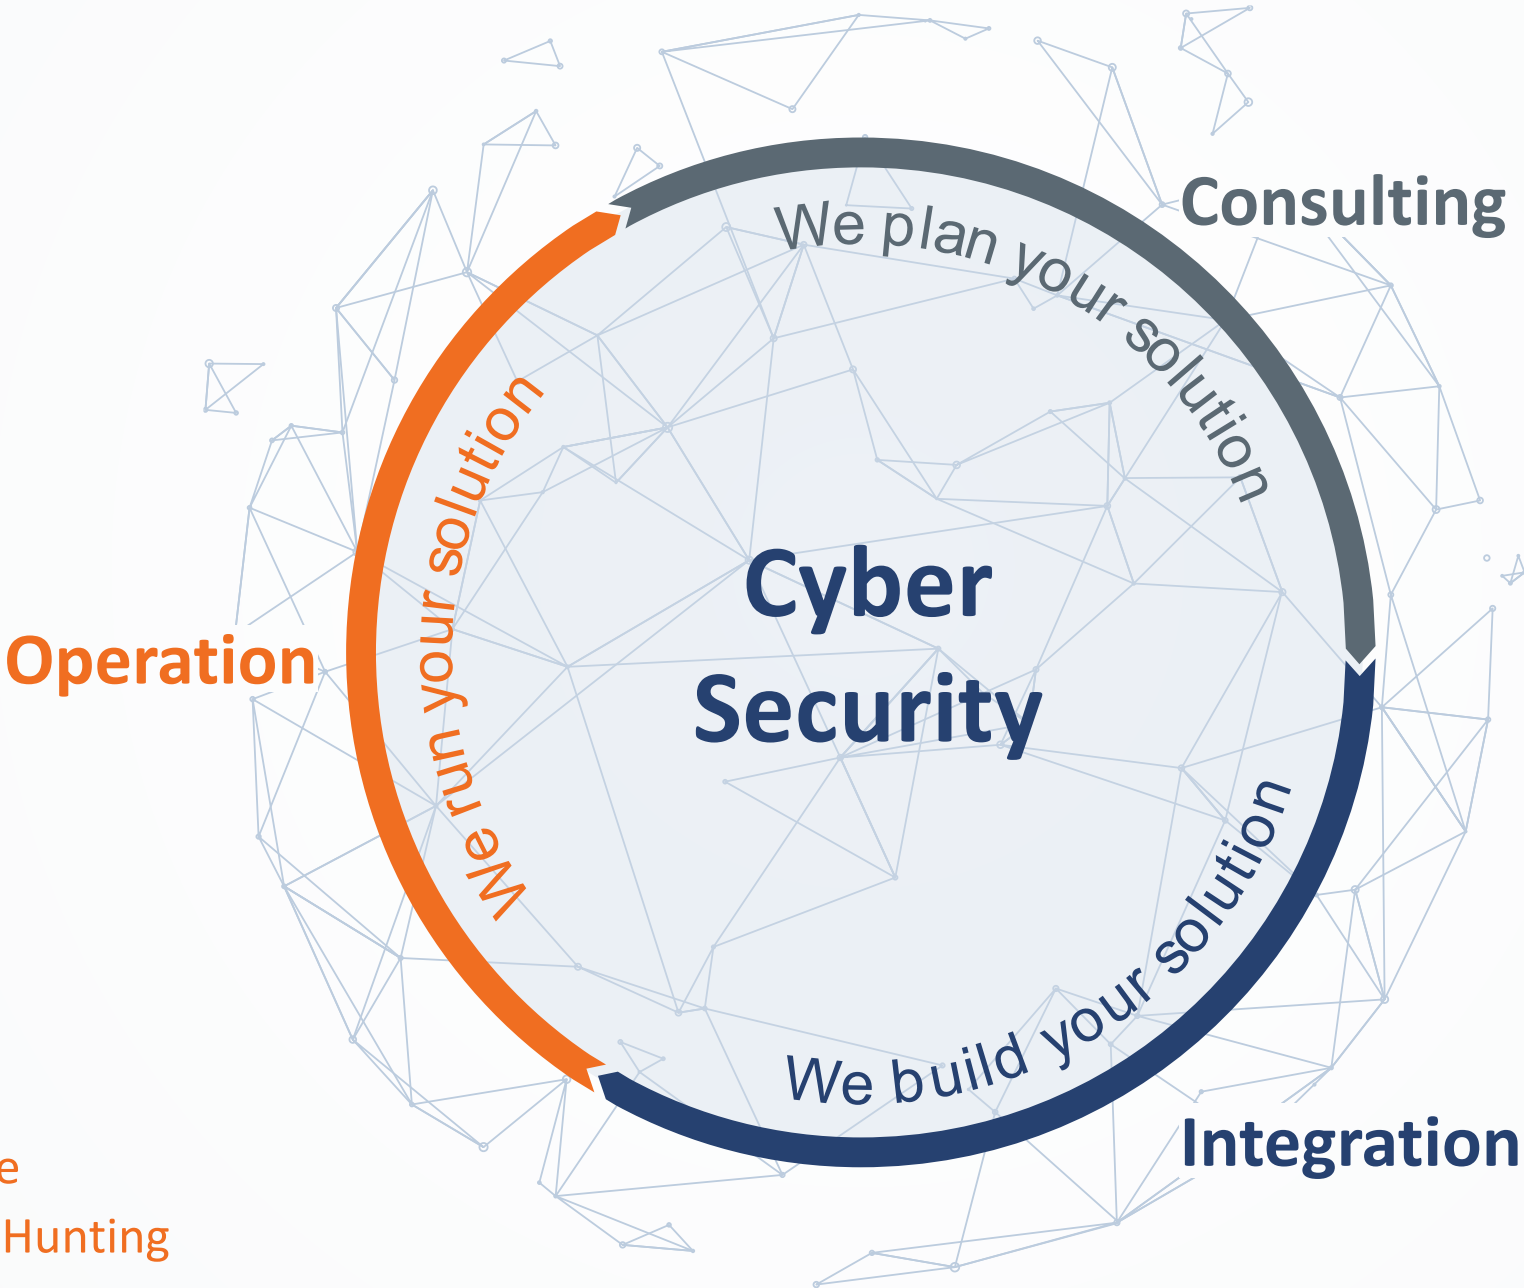 We plan your solution
Consulting
We run your solution
Cyber
Security
Operation
We build your solution
Integration
e
Hunting